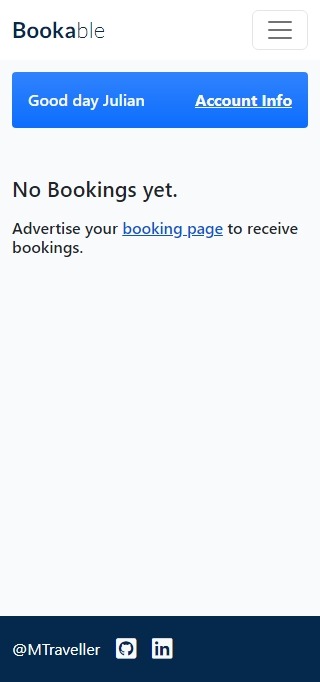 Bookable
Good day Julian Account Info
No Bookings yet.
Advertise your booking page to receive
bookings.
@MTraveller